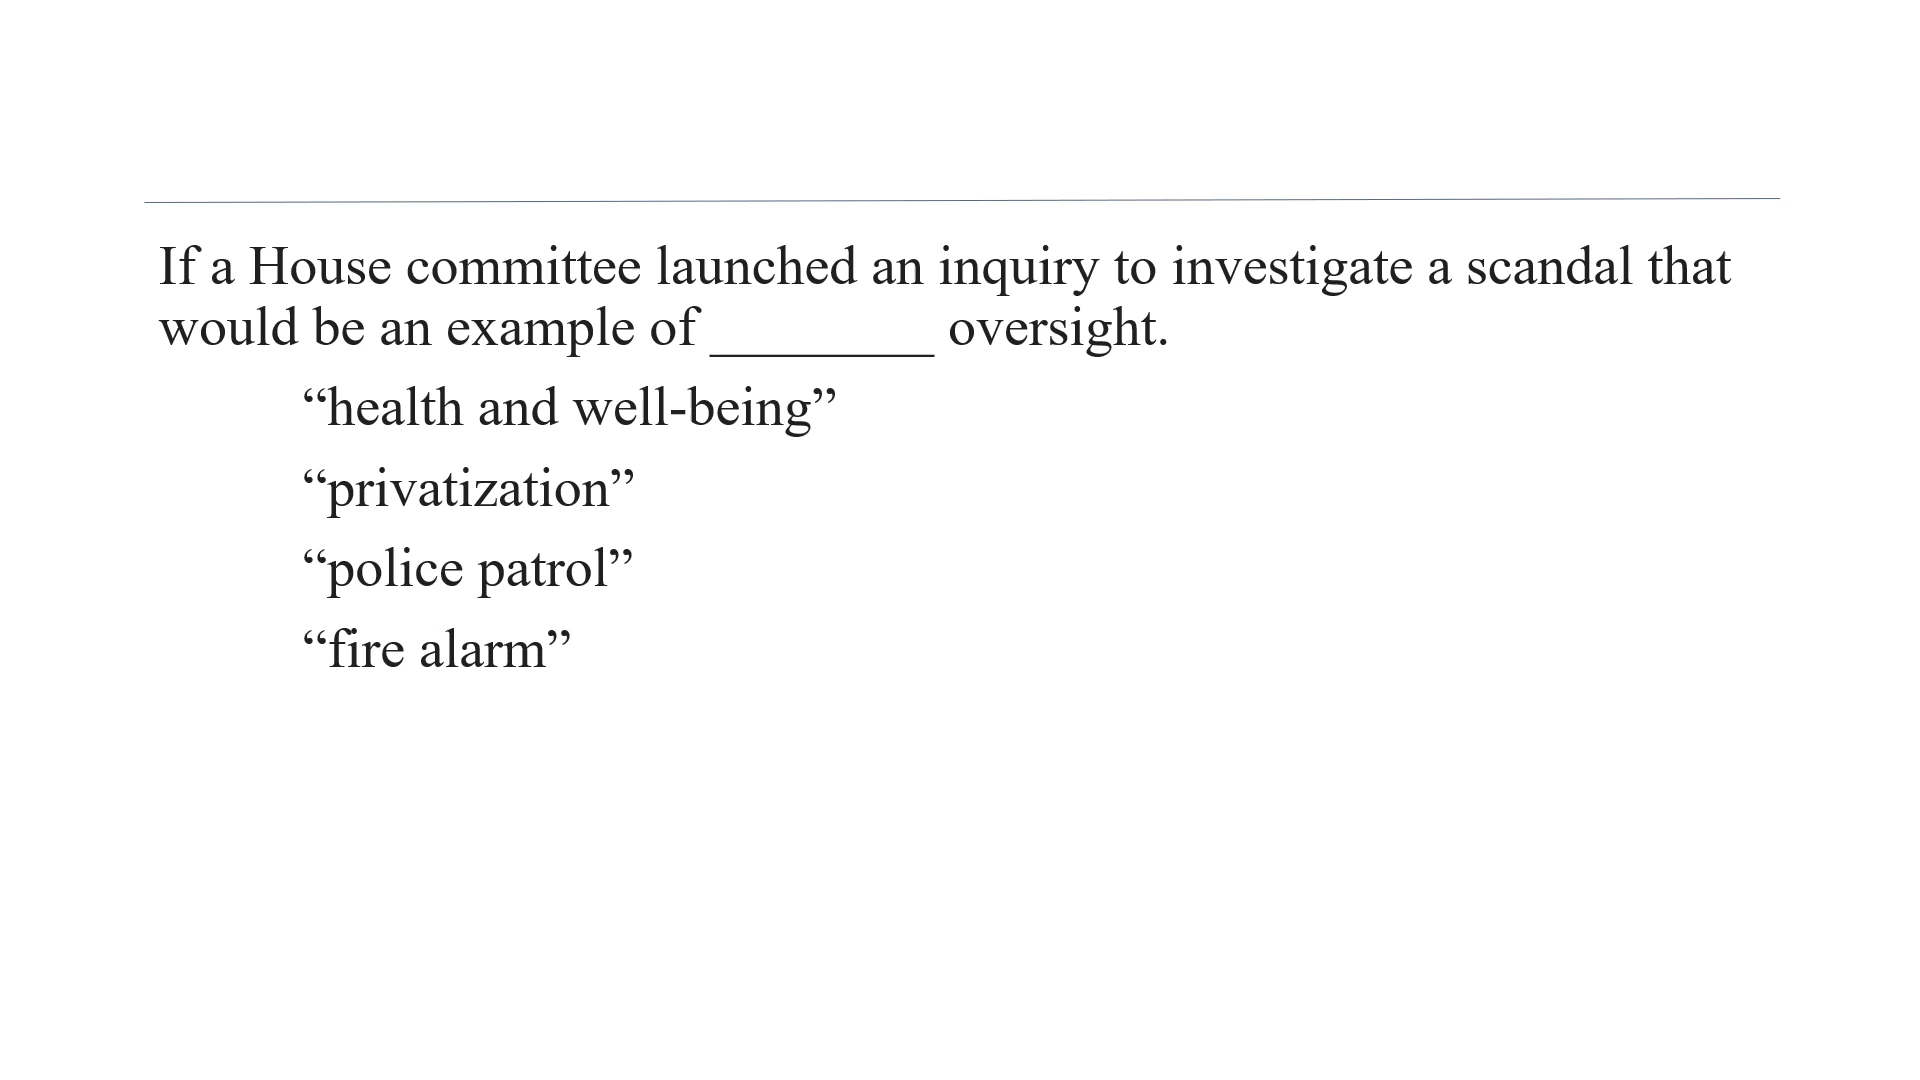 If a House committee launched an inquiry to investigate a scandal that
would be an example of ________ oversight.
“health and well-being”
“privatization”
“police patrol”
“fire alarm”